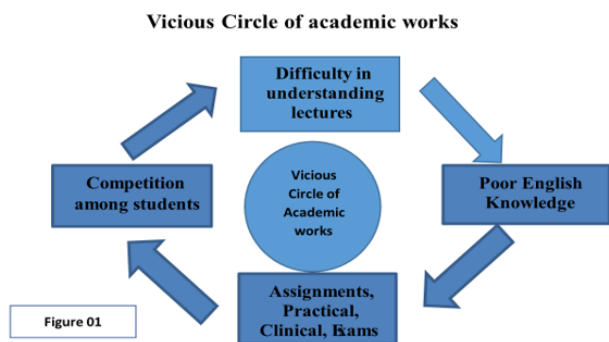 Vicious Circle of academic works
Difficulty in
understanding
lectures
Poor English
Knowledge
Assignments,
Practical,
Clinical, Exams
Competition
among students
Vicious
Circle of
Academic
works
Figure 01